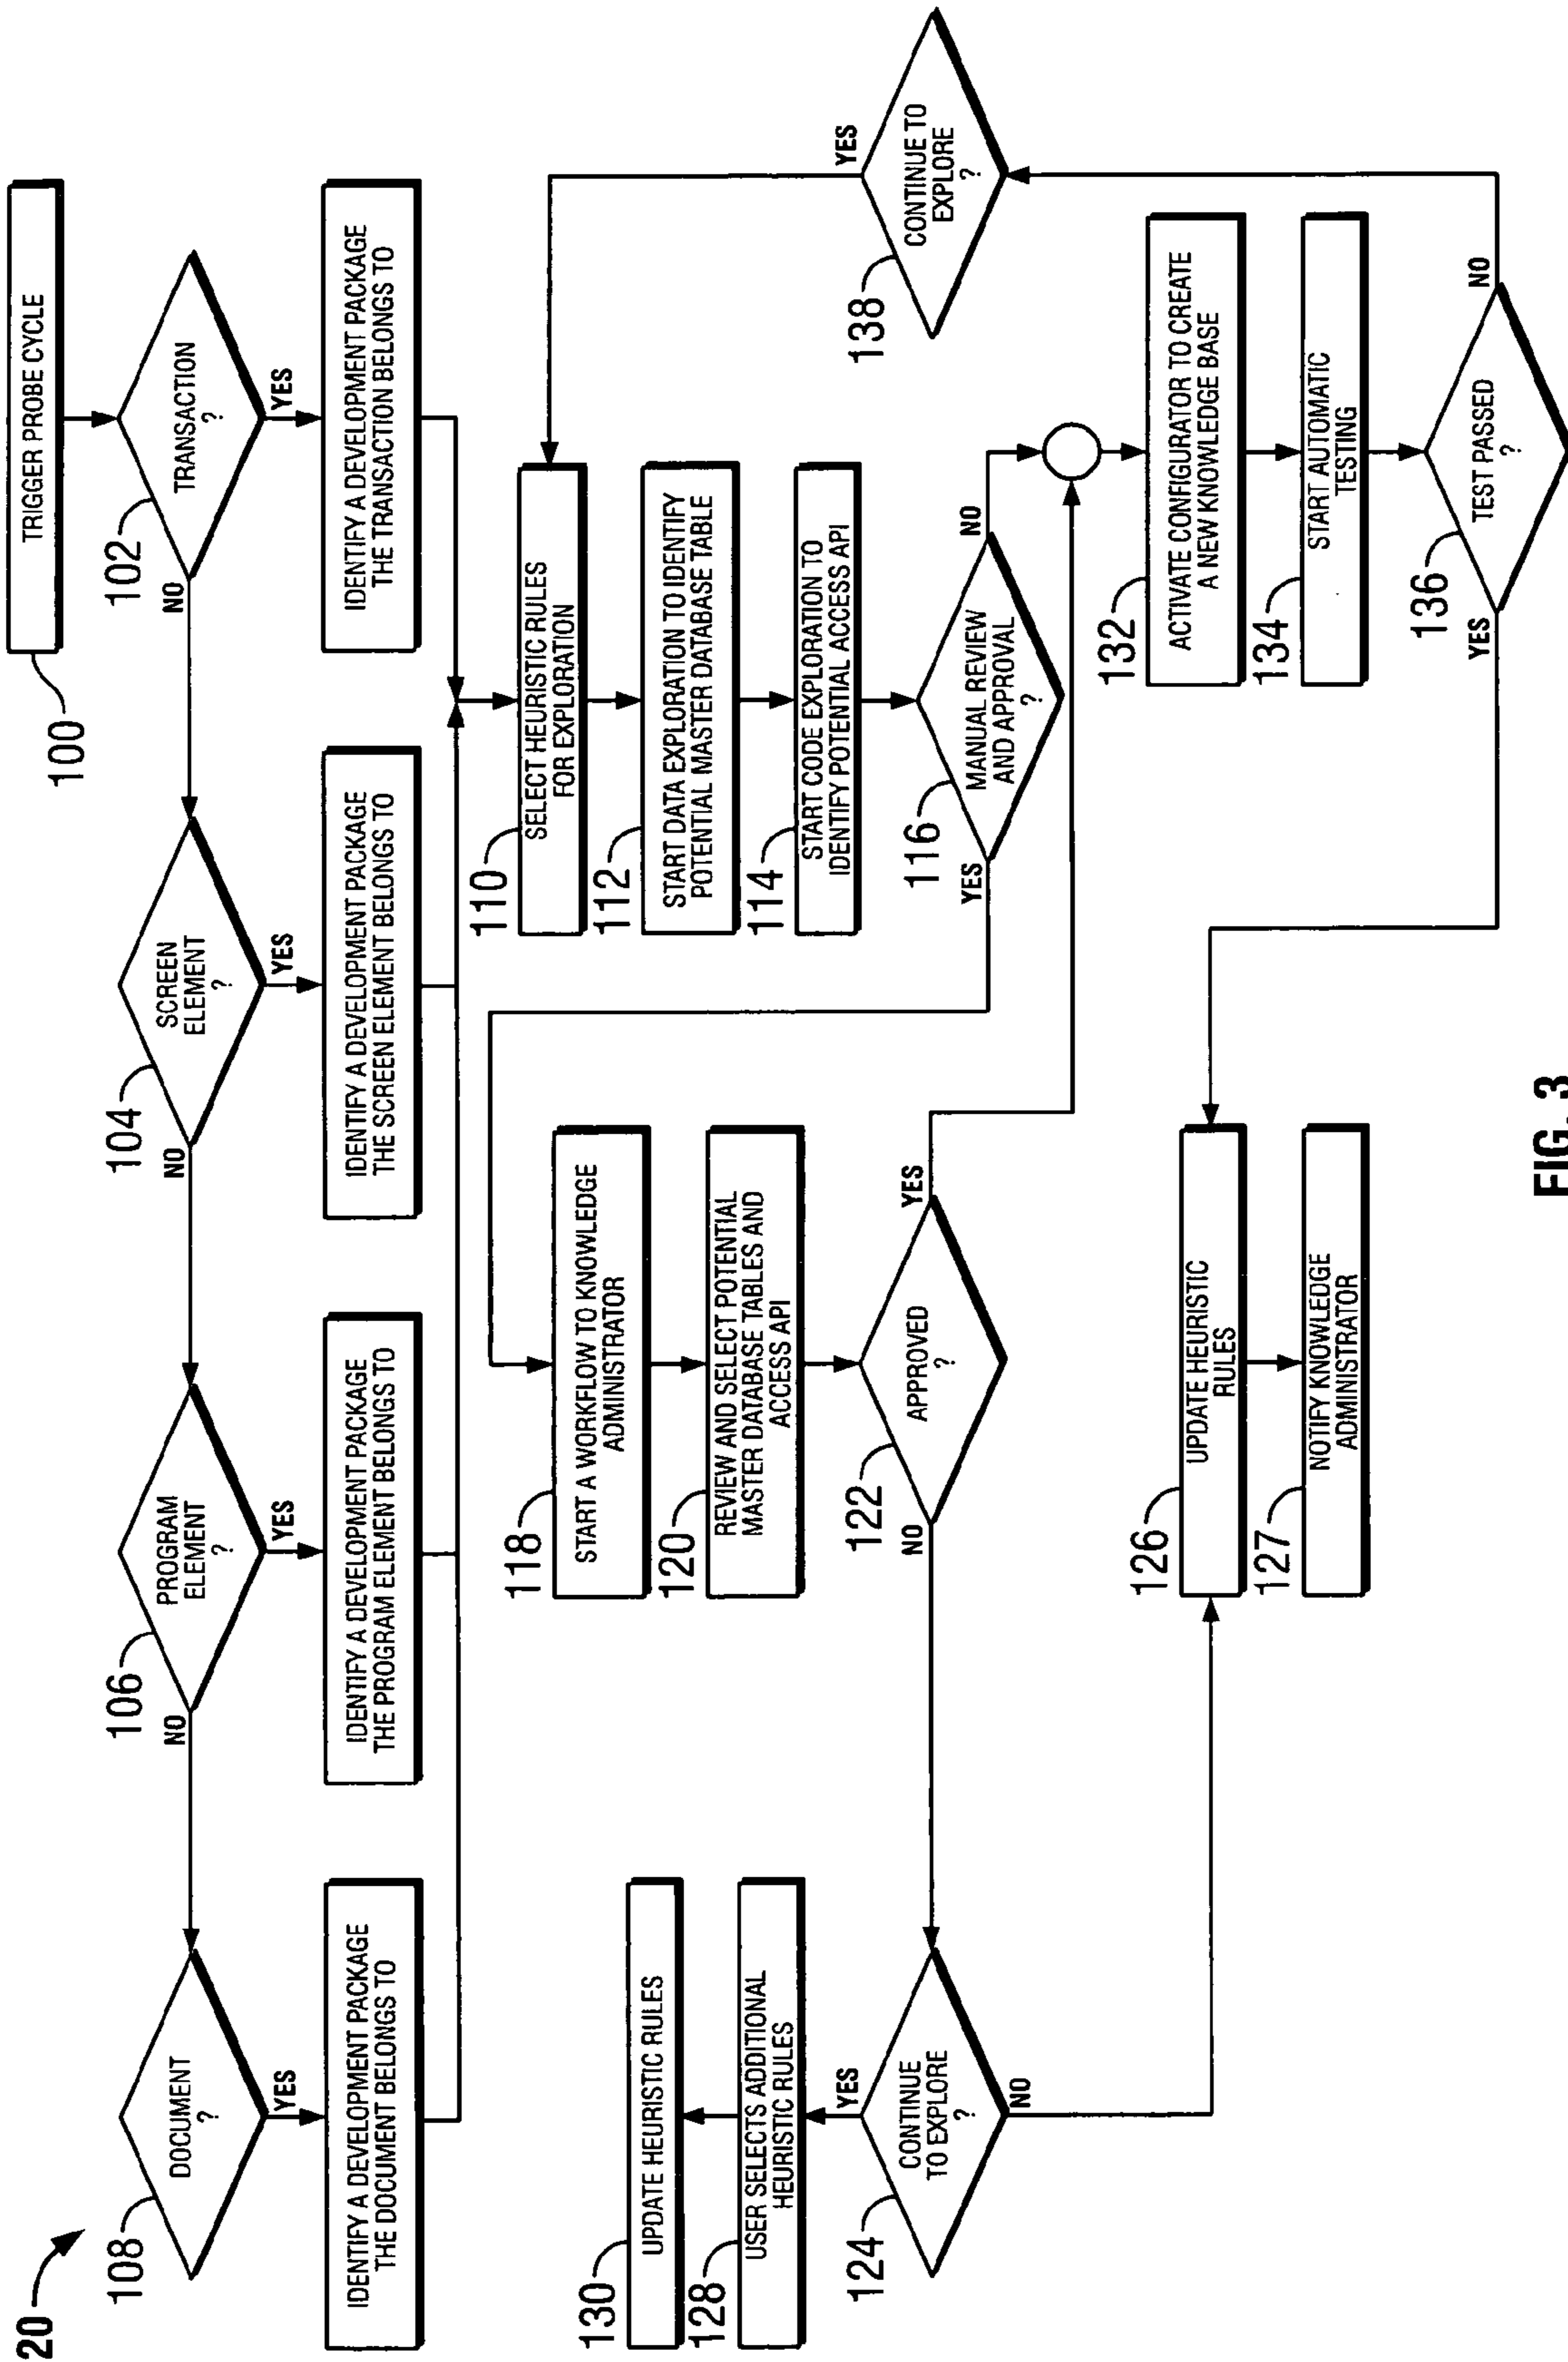 20
TRIGGER PROBE CYCLE
100
TRANSACTION
?
102
NO
YES
IDENTIFY A DEVELOPMENT PACKAGE
THE TRANSACTION BELONGS TO
SCREEN
ELEMENT
?
104
NO
YES
IDENTIFY A DEVELOPMENT PACKAGE
THE SCREEN ELEMENT BELONGS TO
PROGRAM
ELEMENT
?
106
NO
YES
IDENTIFY A DEVELOPMENT PACKAGE
THE PROGRAM ELEMENT BELONGS TO
DOCUMENT
?
108
YES
IDENTIFY A DEVELOPMENT PACKAGE
THE DOCUMENT BELONGS TO
110
SELECT HEURISTIC RULES
FOR EXPLORATION
112
START DATA EXPLORATION TO IDENTIFY
POTENTIAL MASTER DATABASE TABLE
114
START CODE EXPLORATION TO
IDENTIFY POTENTIAL ACCESS API
116
MANUAL REVIEW
AND APPROVAL
?
YES
NO
118
START A WORKFLOW TO KNOWLEDGE
ADMINISTRATOR
120
REVIEW AND SELECT POTENTIAL
MASTER DATABASE TABLES AND
ACCESS API
122
APPROVED
?
NO
YES
124
CONTINUE
TO EXPLORE
?
YES
NO
128
USER SELECTS ADDITIONAL
HEURISTIC RULES
130
UPDATE HEURISTIC RULES
126
UPDATE HEURISTIC
RULES
127
NOTIFY KNOWLEDGE
ADMINISTRATOR
132
ACTIVATE CONFIGURATOR TO CREATE
A NEW KNOWLEDGE BASE
134
START AUTOMATIC
TESTING
136
TEST PASSED
?
YES
NO
138
CONTINUE TO
EXPLORE
?
YES
FIG. 3